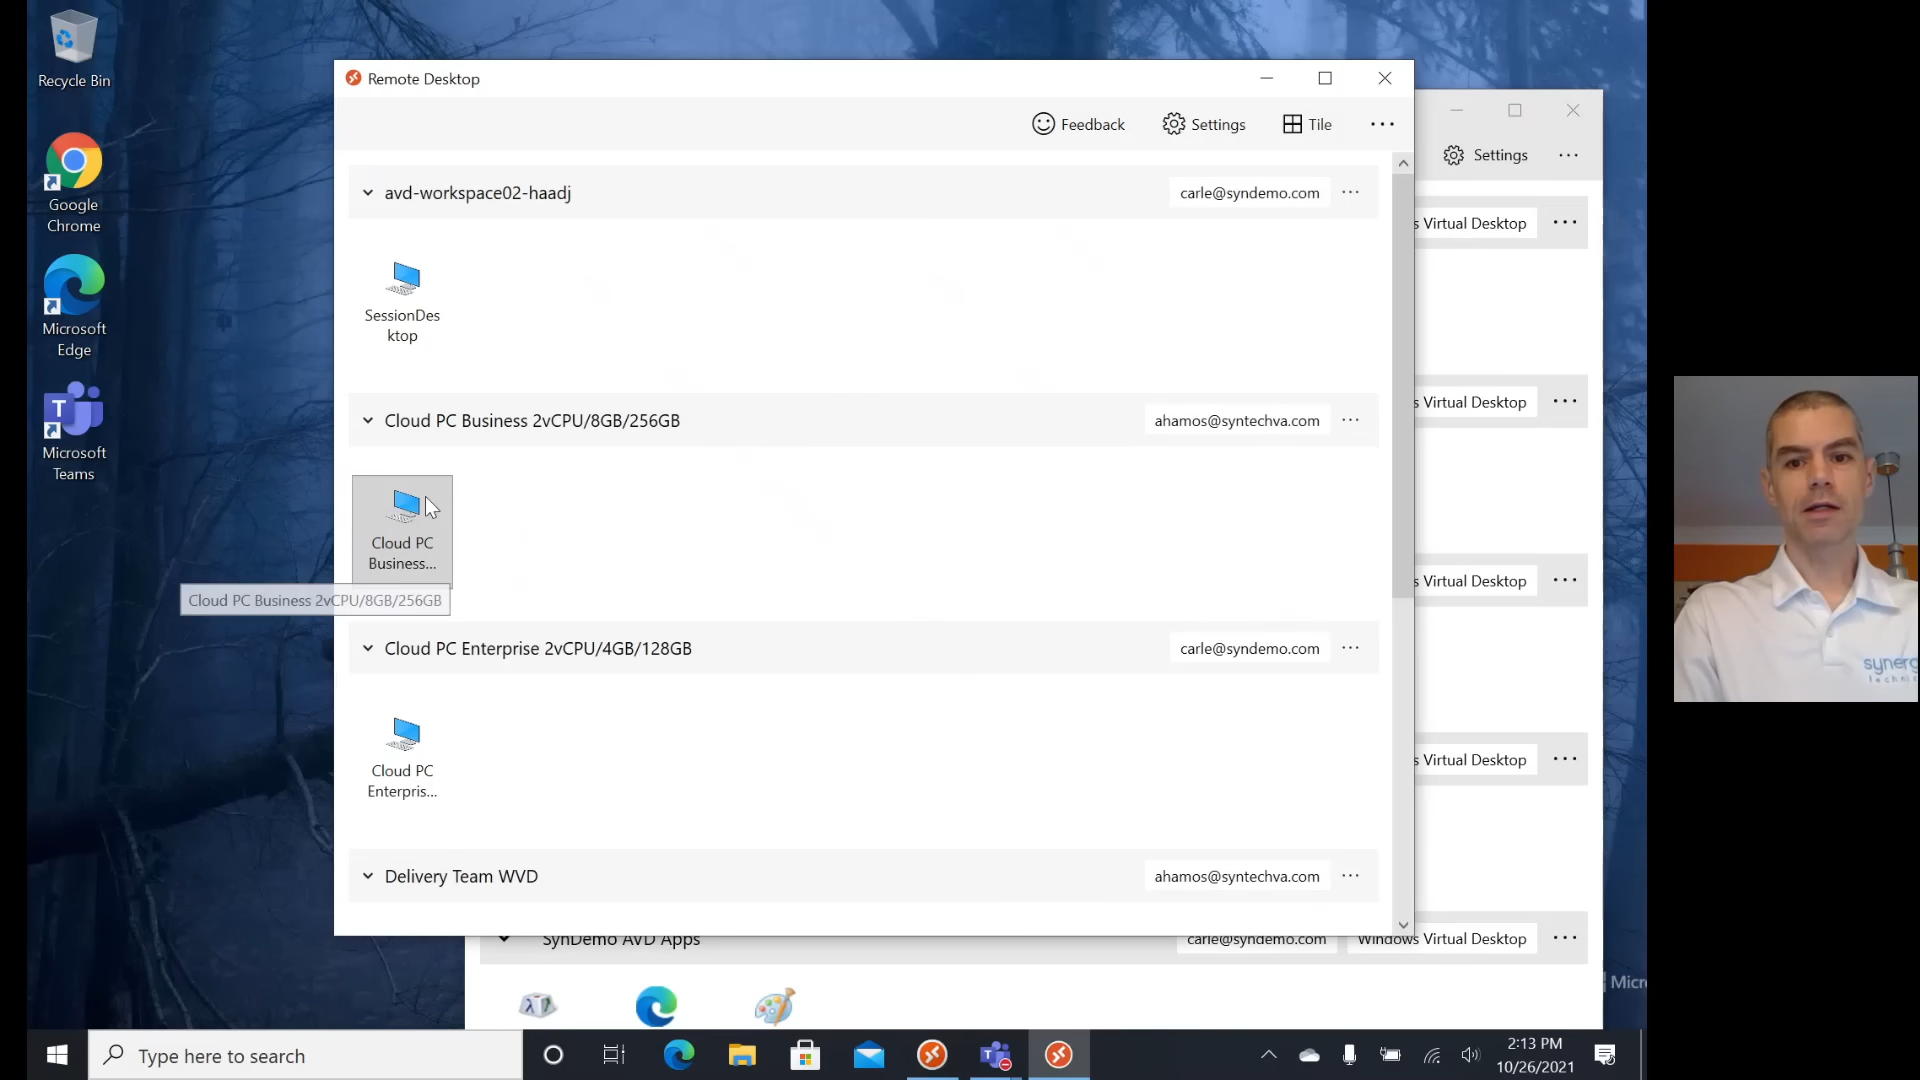 Recycle Bin
Google
Chrome
Microsoft
Edge
T
Microsoft
Teams
Remote Desktop
Feedback
Settings
Tile
avd-workspace02-haadj
carle@syndemo.com
SessionDes
ktop
Cloud PC Business 2vCPU/8GB/256GB
ahamos@syntechva.com
Cloud PC
Business...
Cloud PC Business 2vCPU/8GB/256GB
Cloud PC Enterprise 2vCPU/4GB/128GB
carle@syndemo.com
Cloud PC
Enterpris...
Delivery Team WVD
ahamos@syntechva.com
Settings
s Virtual Desktop
s Virtual Desktop
s Virtual Desktop
s Virtual Desktop
SynDemo AVD Apps
carle@syndemo.com
Windows Virtual Desktop
Micr
Type here to search
2:13 PM
10/26/2021
synerg
technic